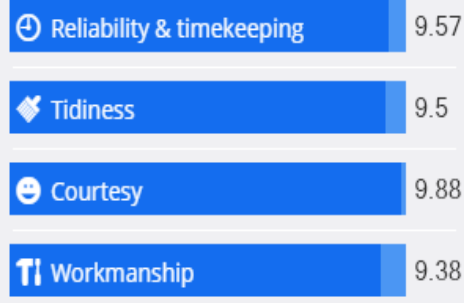 Reliability & timekeeping 9.57
Tidiness 9.5
Courtesy 9.88
Workmanship 9.38